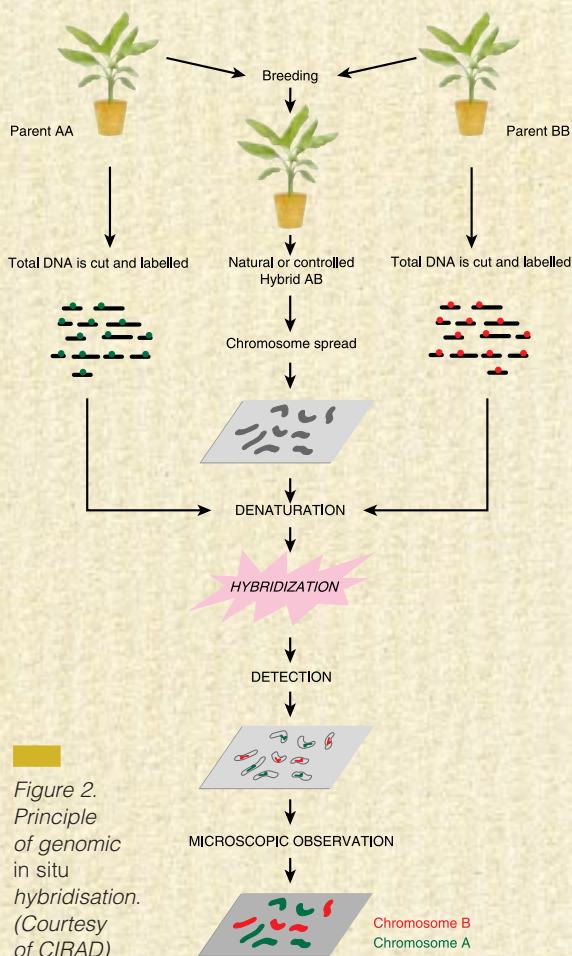 Breeding
Parent AA
Parent BB
Total DNA is cut and labelled
Natural or controlled
Hybrid AB
Total DNA is cut and labelled
Chromosome spread
DENATURATION
HYBRIDIZATION
DETECTION
MICROSCOPIC OBSERVATION
Chromosome B
Chromosome A
Figure 2.
Principle
of genomic
in situ
hybridisation.
(Courtesy
of CIRAD)